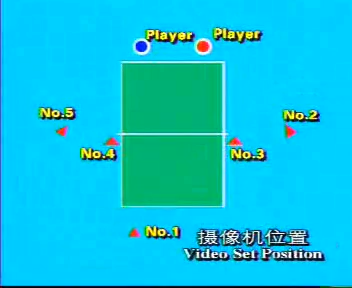 Player Player
No.5 No.2
No.4 No.3
No.1
摄像机位置
Video Set Position